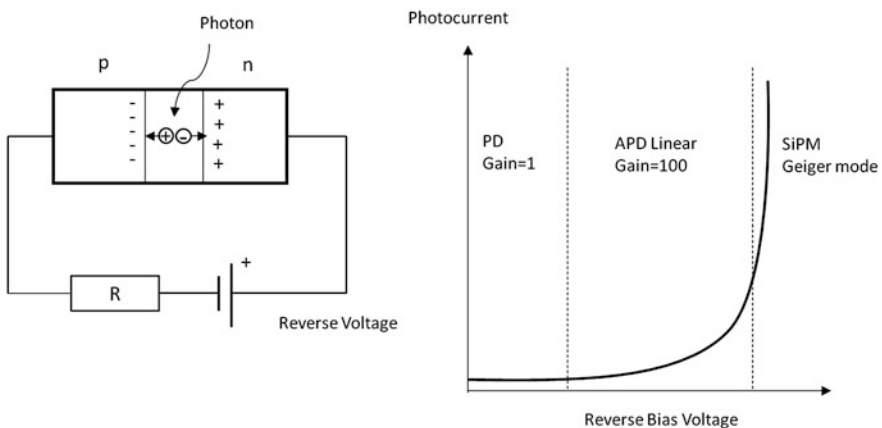 Photon
p
n
- +
- +
- + - +
- +
-
R
+
Reverse Voltage
Photocurrent
PD
Gain=1
APD Linear
Gain=100
SiPM
Geiger mode
Reverse Bias Voltage